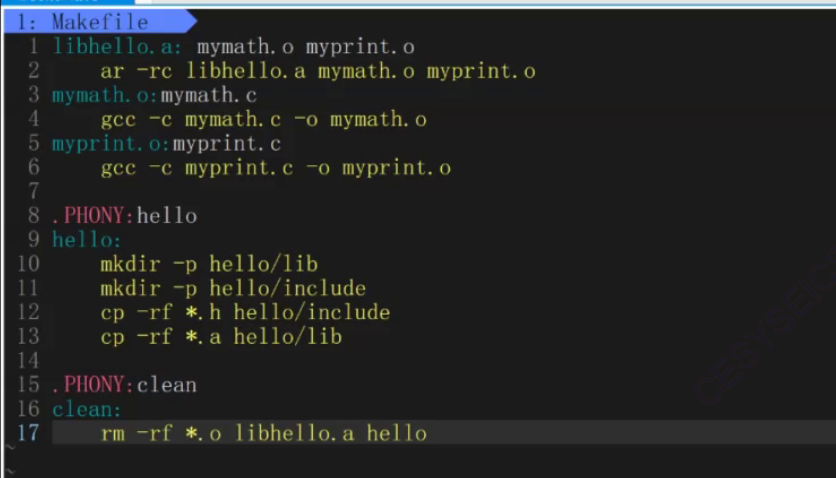 1: Makefile
1 libhello.a: mymath.o myprint.o
2     ar -rc libhello.a mymath.o myprint.o
3 mymath.o:mymath.c
4     gcc -c mymath.c -o mymath.o
5 myprint.o:myprint.c
6     gcc -c myprint.c -o myprint.o
7
8 .PHONY:hello
9 hello:
10     mkdir -p hello/lib
11     mkdir -p hello/include
12     cp -rf *.h hello/include
13     cp -rf *.a hello/lib
14
15 .PHONY:clean
16 clean:
17     rm -rf *.o libhello.a hello
~
~